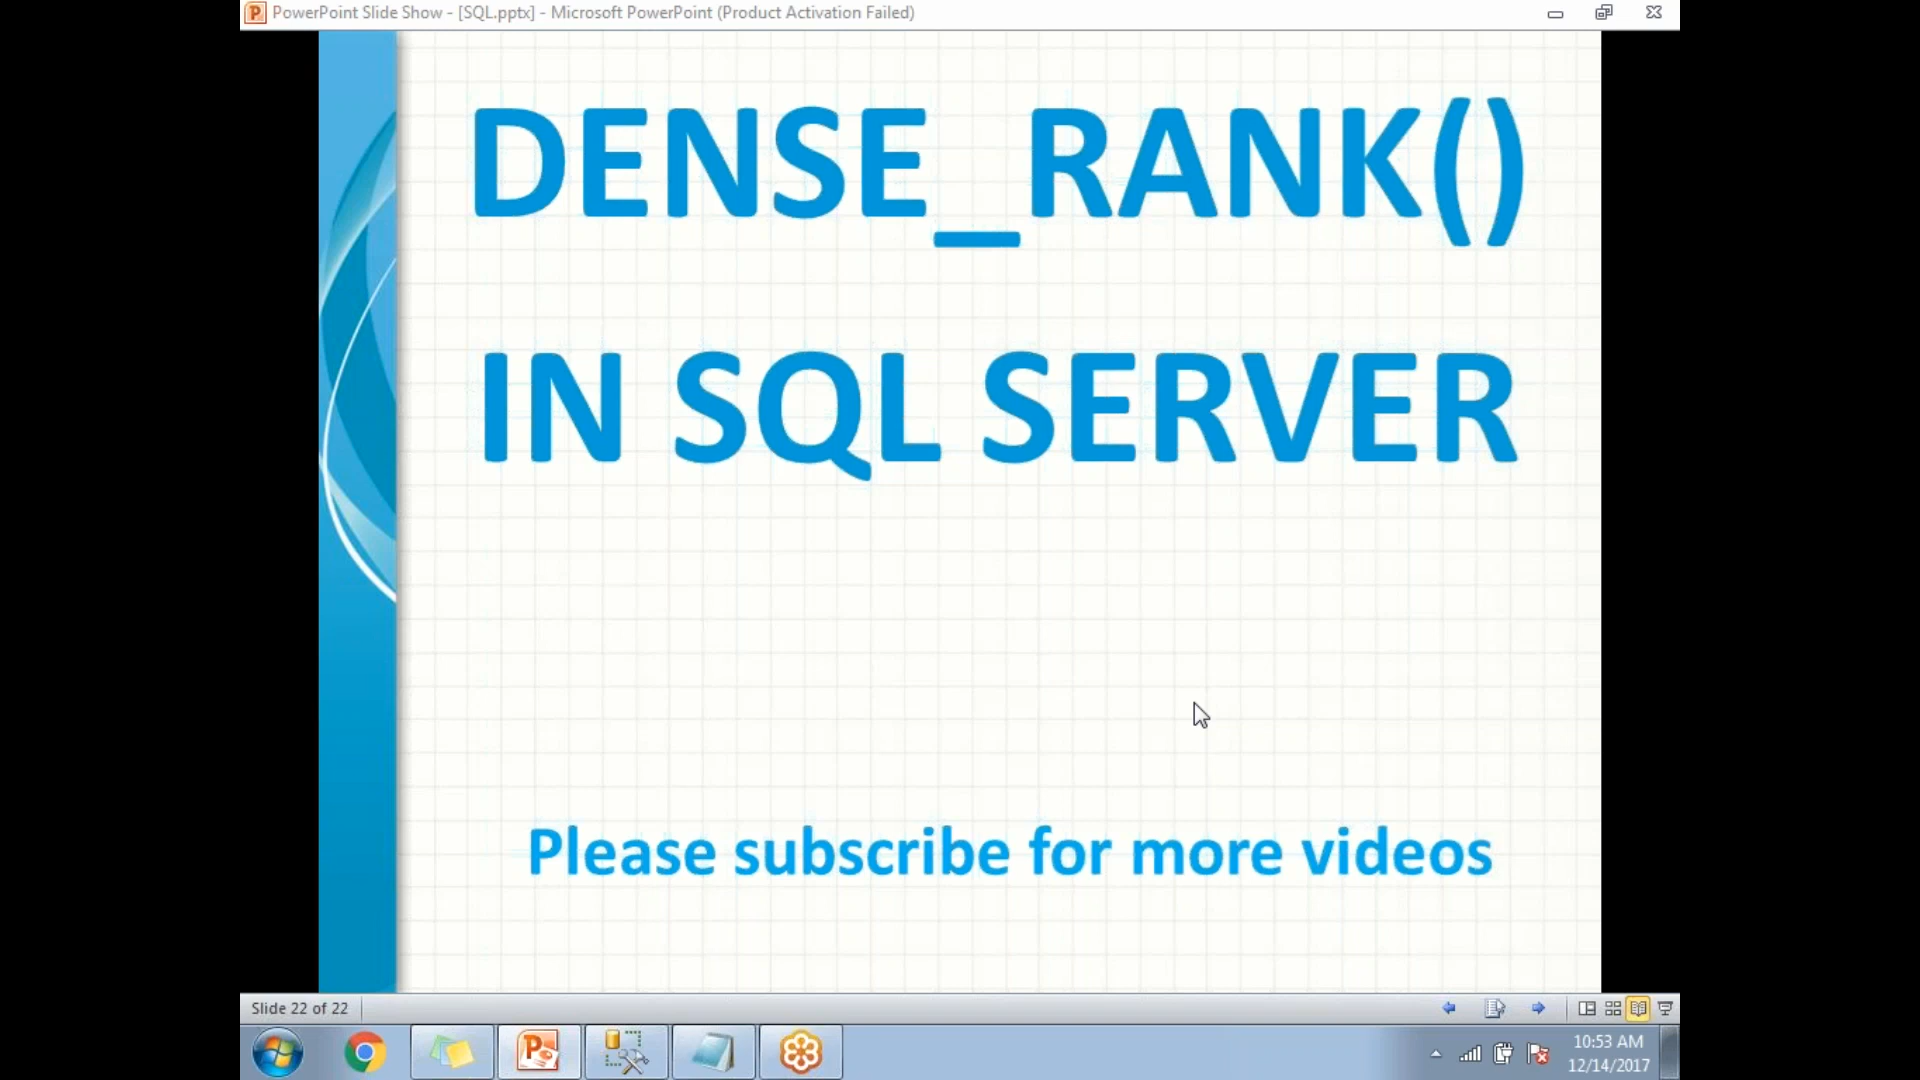 PowerPoint Slide Show - [SQL.pptx] - Microsoft PowerPoint (Product Activation Failed)
DENSE_RANK()
IN SQL SERVER
Please subscribe for more videos
Slide 22 of 22
10:53 AM
12/14/2017